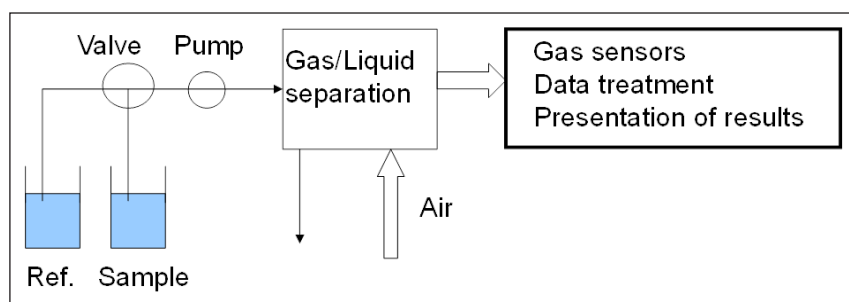 Valve
Pump
Gas/Liquid
separation
Gas sensors
Data treatment
Presentation of results
Air
Ref.
Sample